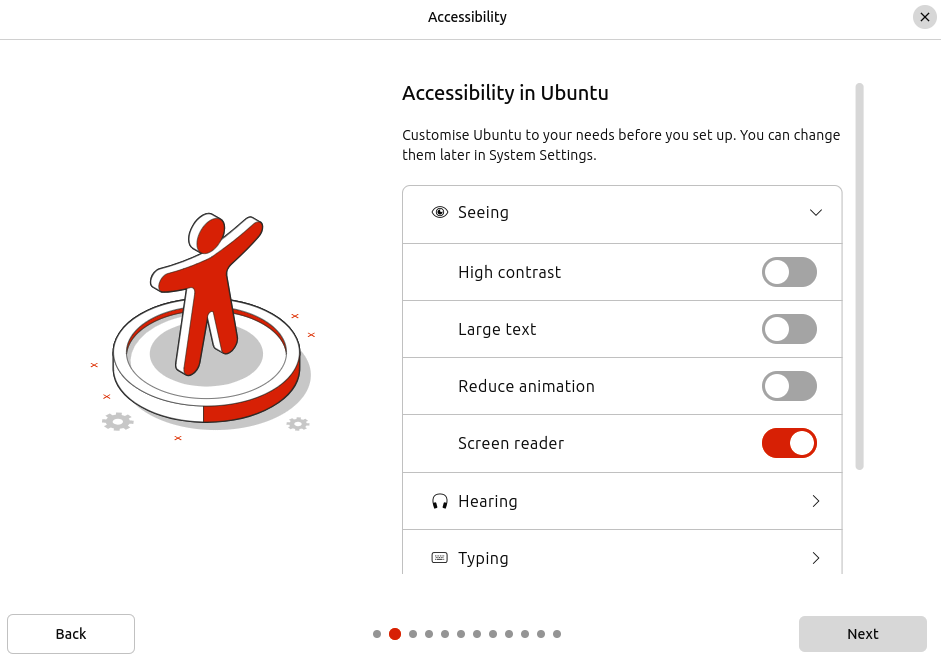 Accessibility
Accessibility in Ubuntu
Customise Ubuntu to your needs before you set up. You can change
them later in System Settings.
Seeing
High contrast
Large text
Reduce animation
Screen reader
Hearing
Typing
Back
Next